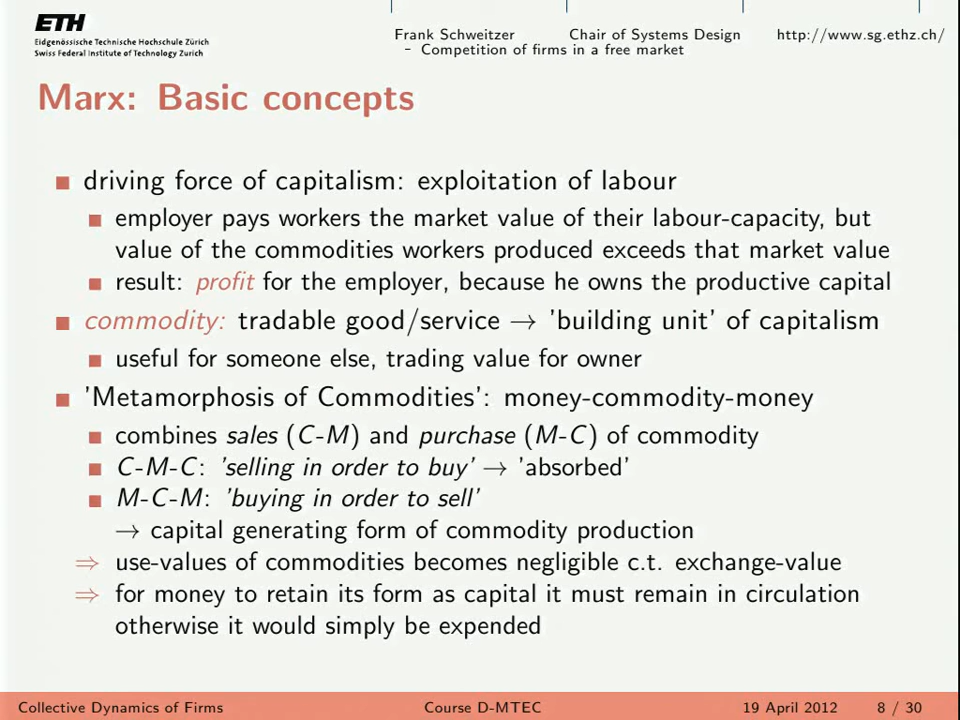 ETH
Eidgenössische Technische Hochschule Zürich
Swiss Federal Institute of Technology Zurich
Frank Schweitzer Chair of Systems Design http://www.sg.ethz.ch/
- Competition of firms in a free market
Marx: Basic concepts
driving force of capitalism: exploitation of labour
employer pays workers the market value of their labour-capacity, but
value of the commodities workers produced exceeds that market value
result: profit for the employer, because he owns the productive capital
commodity: tradable good/service → 'building unit' of capitalism
useful for someone else, trading value for owner
'Metamorphosis of Commodities': money-commodity-money
combines sales (C-M) and purchase (M-C) of commodity
C-M-C: 'selling in order to buy' → 'absorbed'
M-C-M: 'buying in order to sell'
→ capital generating form of commodity production
⇒ use-values of commodities becomes negligible c.t. exchange-value
⇒ for money to retain its form as capital it must remain in circulation
otherwise it would simply be expended
Collective Dynamics of Firms Course D-MTEC 19 April 2012 8 / 30